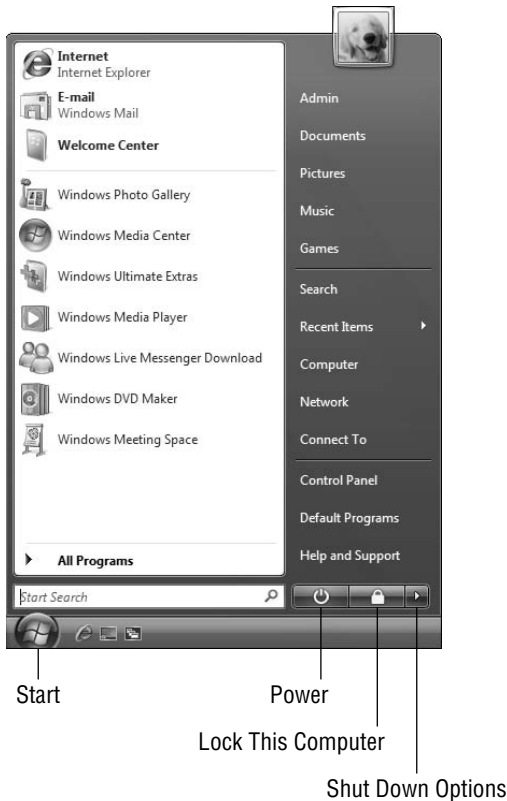 Internet
Internet Explorer
E-mail
Windows Mail
Welcome Center
Windows Photo Gallery
Windows Media Center
Windows Ultimate Extras
Windows Media Player
Windows Live Messenger Download
Windows DVD Maker
Windows Meeting Space
All Programs
Start Search
Admin
Documents
Pictures
Music
Games
Search
Recent Items
Computer
Network
Connect To
Control Panel
Default Programs
Help and Support
Start
Power
Lock This Computer
Shut Down Options